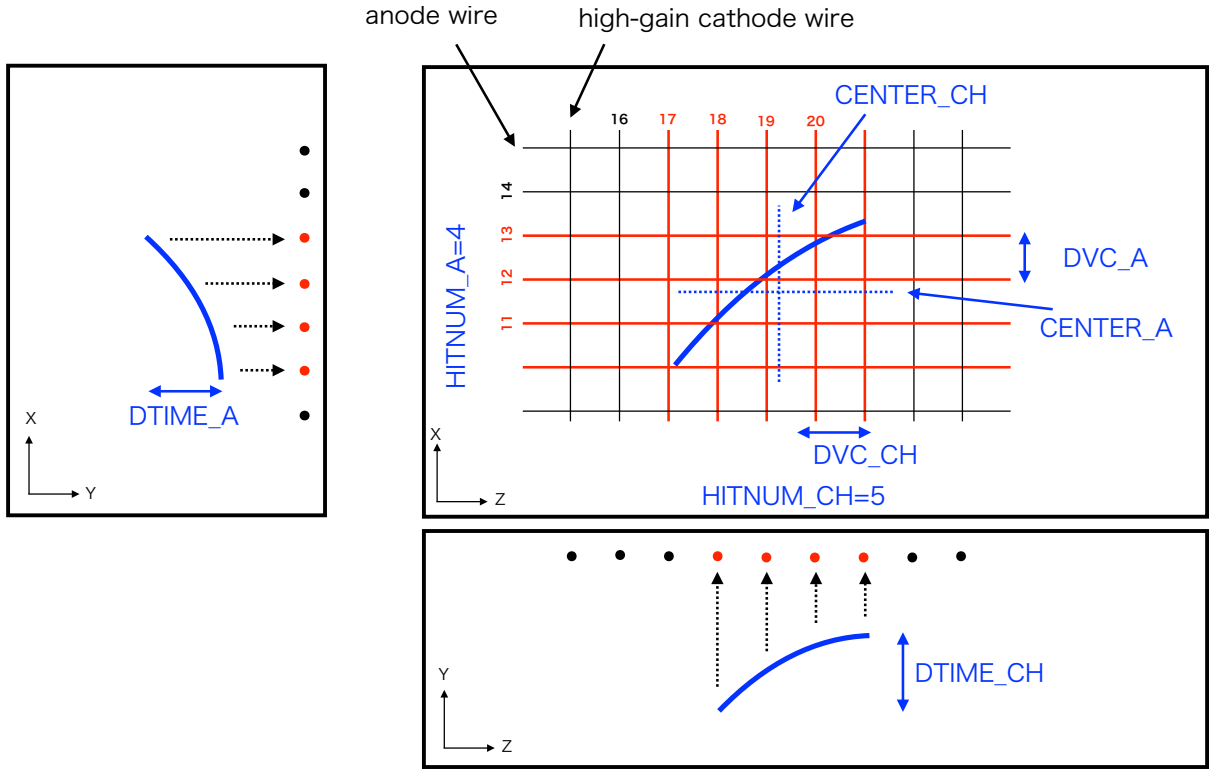 anode wire
high-gain cathode wire
CENTER_CH
16
17
18
19
20
14
13
12
11
HITNUM_A=4
DVC_A
CENTER_A
DTIME_A
X
Y
X
Z
DVC_CH
HITNUM_CH=5
DTIME_CH
Y
Z